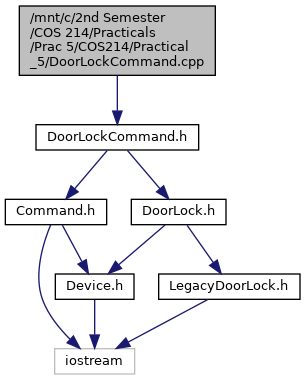 /mnt/c/2nd Semester
/COS 214/Practicals
/Prac 5/COS214/Practical
_5/DoorLockCommand.cpp
DoorLockCommand.h
Command.h
DoorLock.h
Device.h
LegacyDoorLock.h
iostream